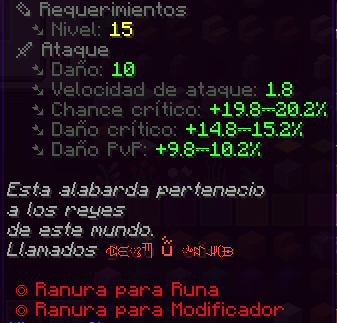 Requerimientos
Nivel: 15
Ataque
Daño: 10
Velocidad de ataque: 1.8
Chance crítico: +19.8--20.2%
Daño crítico: +14.8--15.2%
Daño PvP: +9.8--10.2%
Esta alabarda pertenecio
a los reyes
de este mundo.
Llamados
Ranura para Runa
Ranura para Modificador